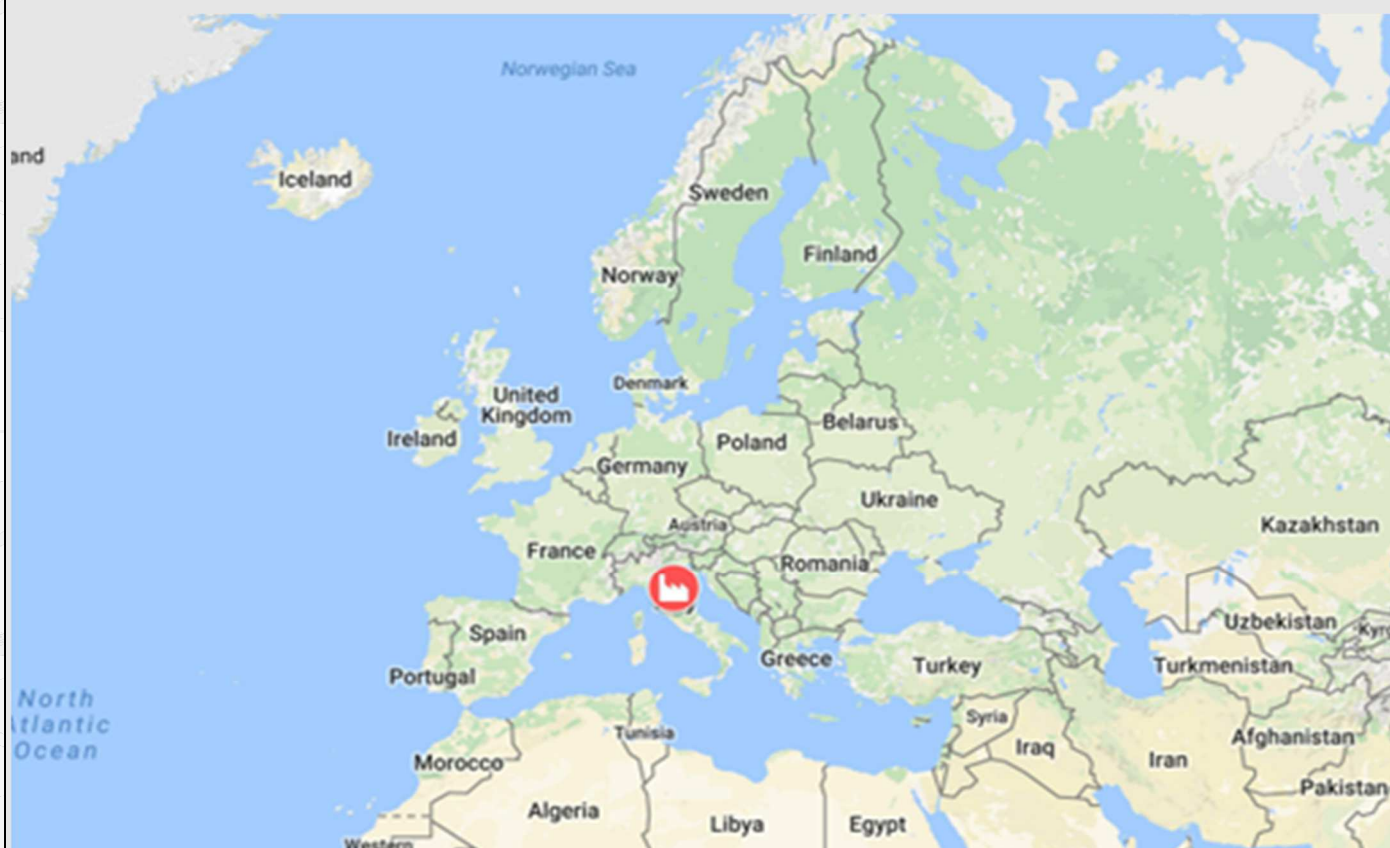 Norwegian Sea
and
Iceland
Sweden
Finland
Norway
Denmark
United
Kingdom
Ireland
Belarus
Poland
Germany
Ukraine
Austria
Kazakhstan
France
Romania
Uzbekistan
Kyr
Spain
Greece
Turkey
Turkmenistan
Portugal
North
Atlantic
Ocean
Syria
Tunisia
Afghanistan
Iraq
Iran
Morocco
Pakistan
Algeria
Libya
Egypt
Western